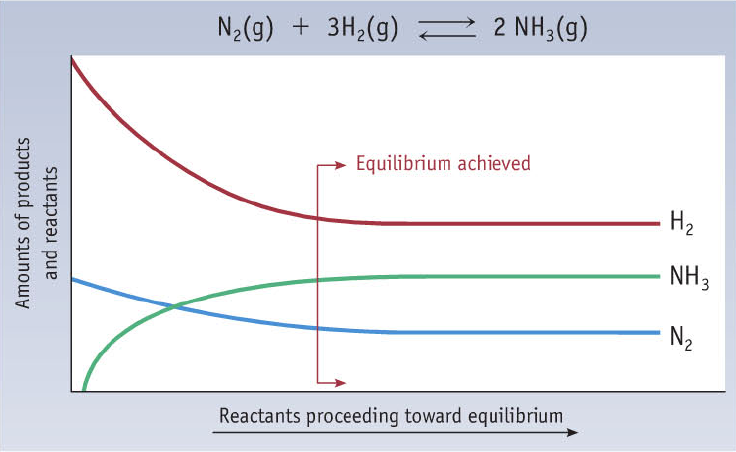 N₂(g) + 3H₂(g) ⇌ 2 NH₃(g)
Amounts of products
and reactants
Equilibrium achieved
H₂
NH₃
N₂
Reactants proceeding toward equilibrium